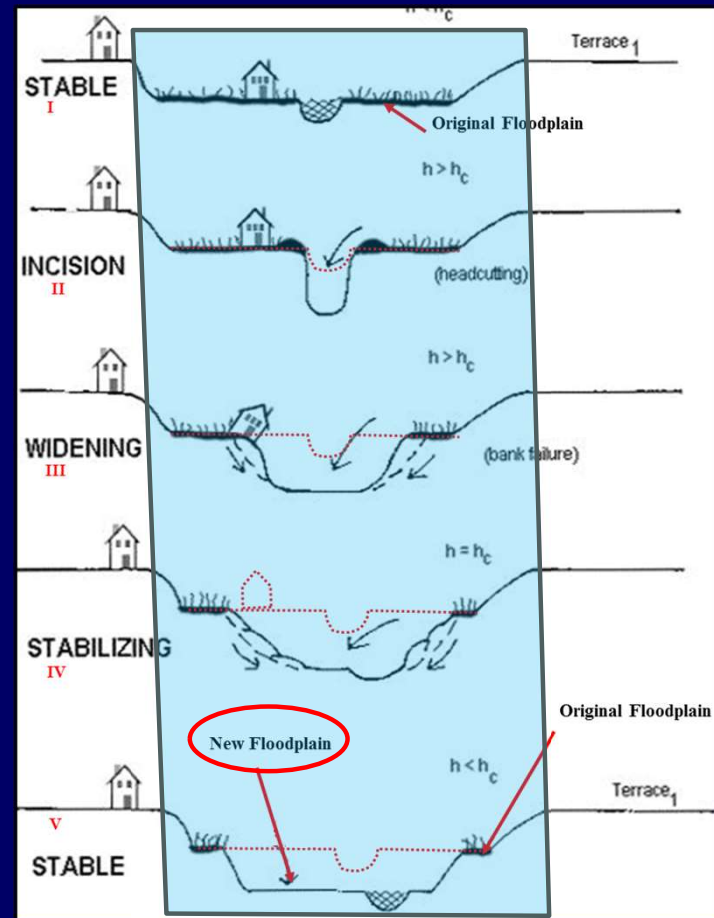 h < hc
Terrace1
STABLE
I
Original Floodplain
h > hc
INCISION
II
(headcutting)
h > hc
WIDENING
III
(bank failure)
h = hc
STABILIZING
IV
Original Floodplain
New Floodplain
h < hc
Terrace1
V
STABLE